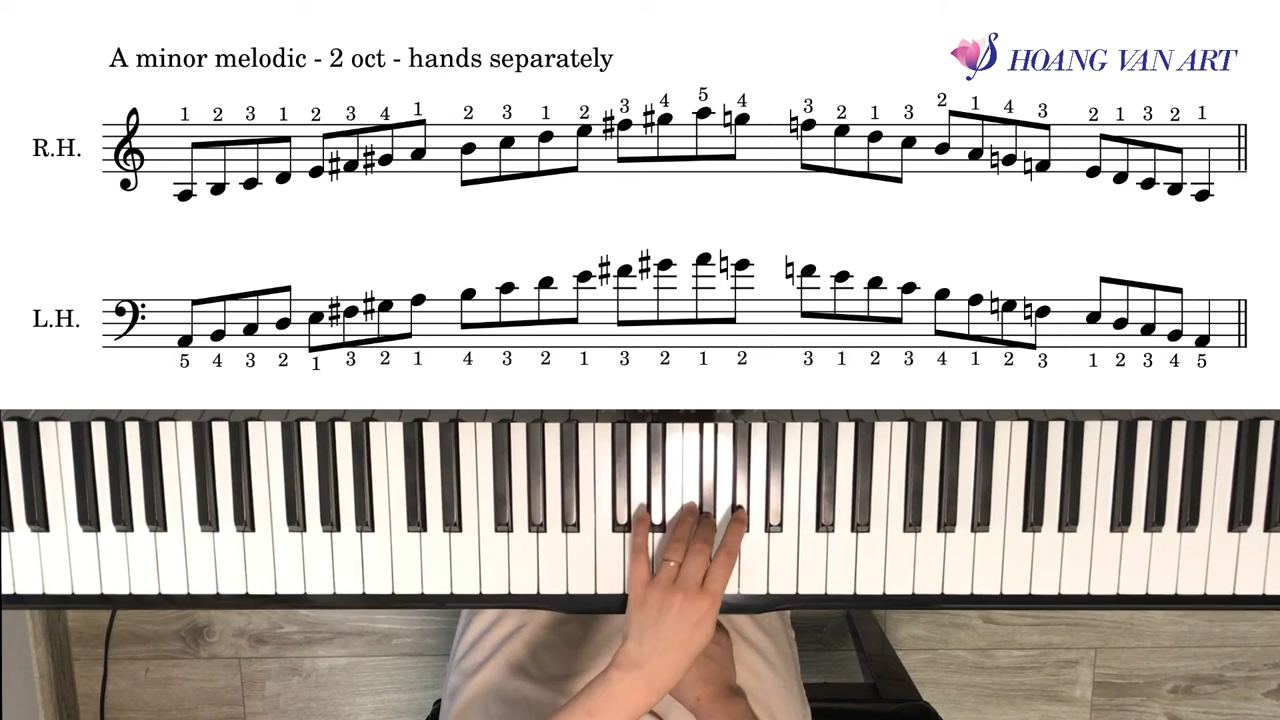 A minor melodic - 2 oct - hands separately
HOANG VAN ART
R.H.
1 2 3 1 2 3 4 1 2 3 1 2 3 4 5 4 3 2 1 3 2 1 4 3 2 1 3 2 1
L.H.
5 4 3 2 1 3 2 1 4 3 2 1 3 2 1 2 3 1 2 3 4 1 2 3 1 2 3 4 5